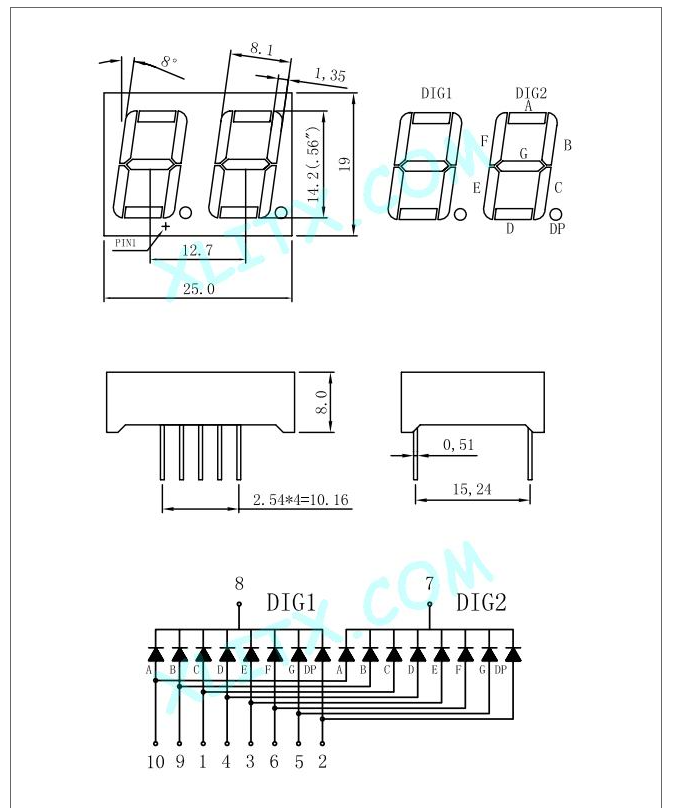 8° 8.1
1,35
DIG1 DIG2
A
F B
G
14.2(.56")
19
E C
D DP
PIN1
12.7
25.0
XLITX.COM
8.0
0,51
2.54*4=10.16
15,24
8 7
DIG1 DIG2
A B C D E F G DP A B C D E F G DP
XLITX.COM
10 9 1 4 3 6 5 2